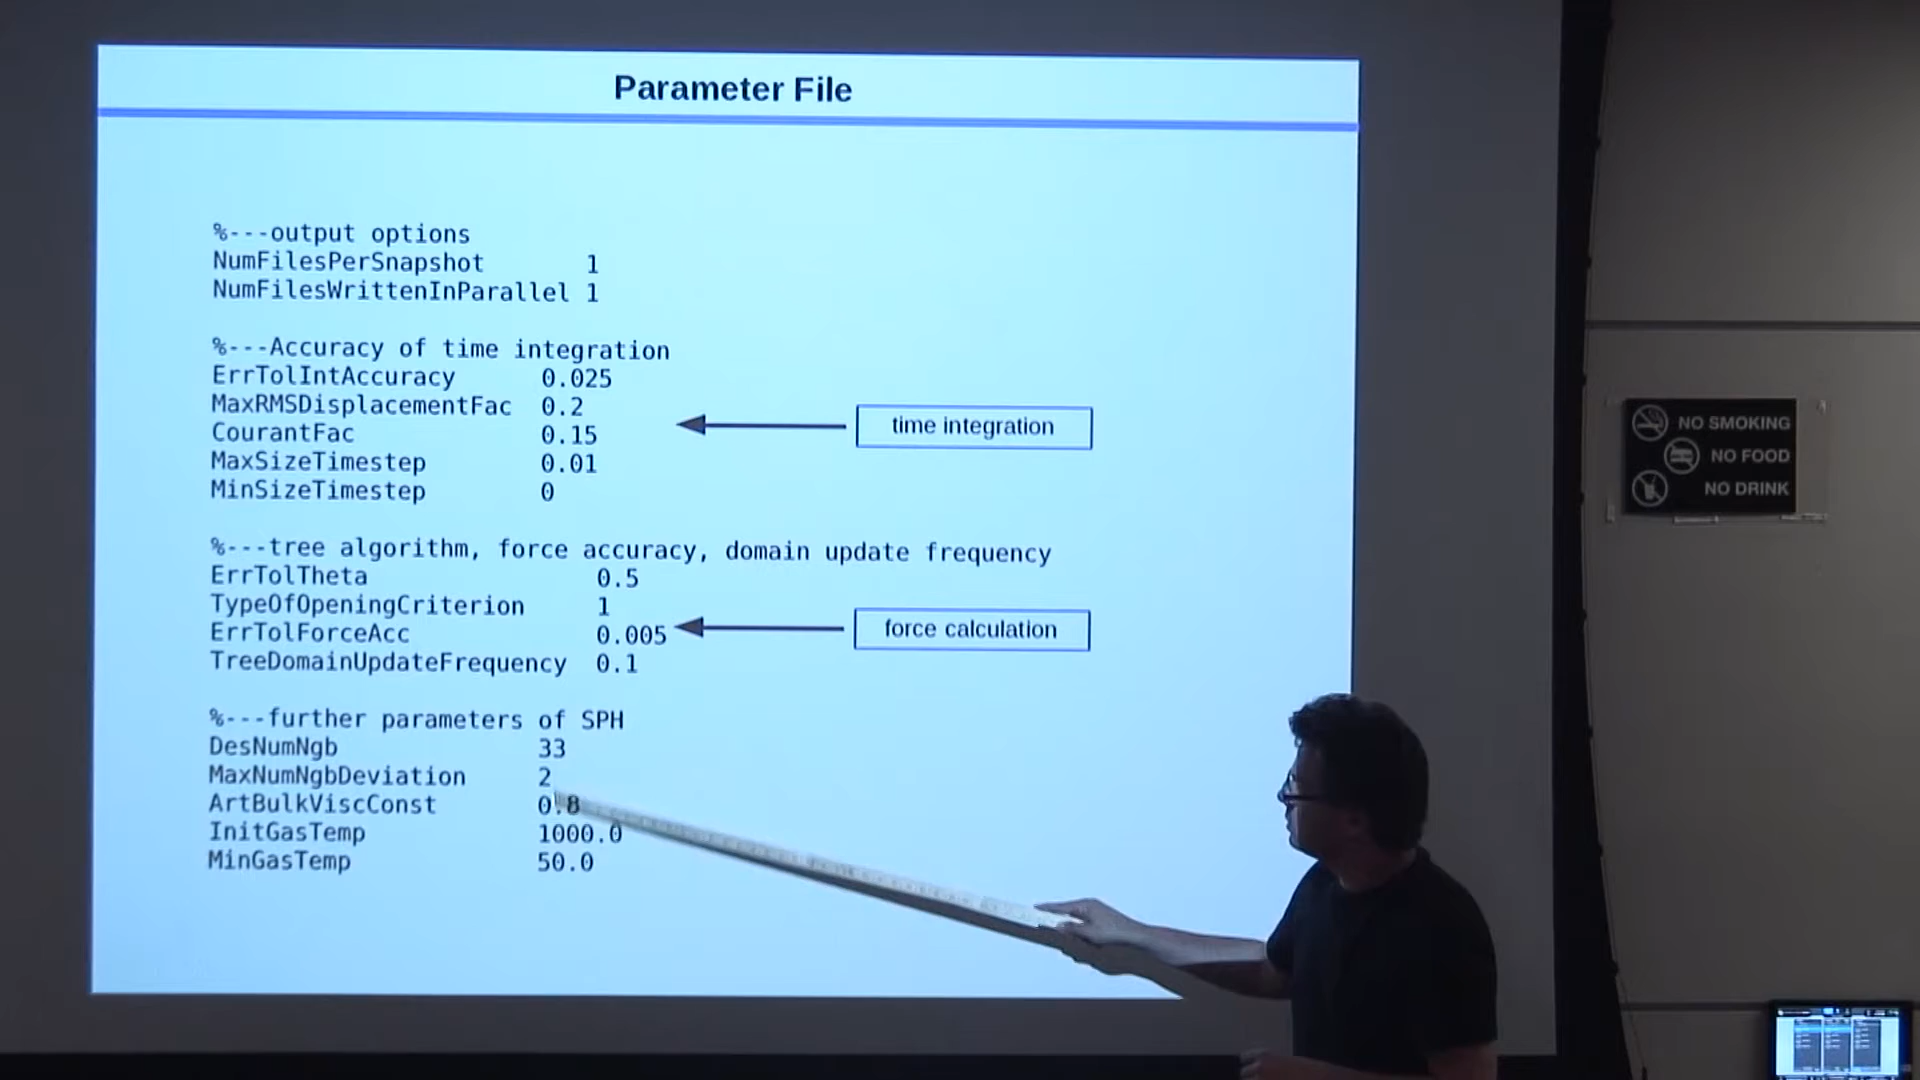 Parameter File
%---output options
NumFilesPerSnapshot 1
NumFilesWrittenInParallel 1
%---Accuracy of time integration
ErrTolIntAccuracy 0.025
MaxRMSDisplacementFac 0.2
CourantFac 0.15
MaxSizeTimestep 0.01
MinSizeTimestep 0
time integration
%---tree algorithm, force accuracy, domain update frequency
ErrTolTheta 0.5
TypeOfOpeningCriterion 1
ErrTolForceAcc 0.005
TreeDomainUpdateFrequency 0.1
force calculation
%---further parameters of SPH
DesNumNgb 33
MaxNumNgbDeviation 2
ArtBulkViscConst 0.8
InitGasTemp 1000.0
MinGasTemp 50.0
NO SMOKING
NO FOOD
NO DRINK